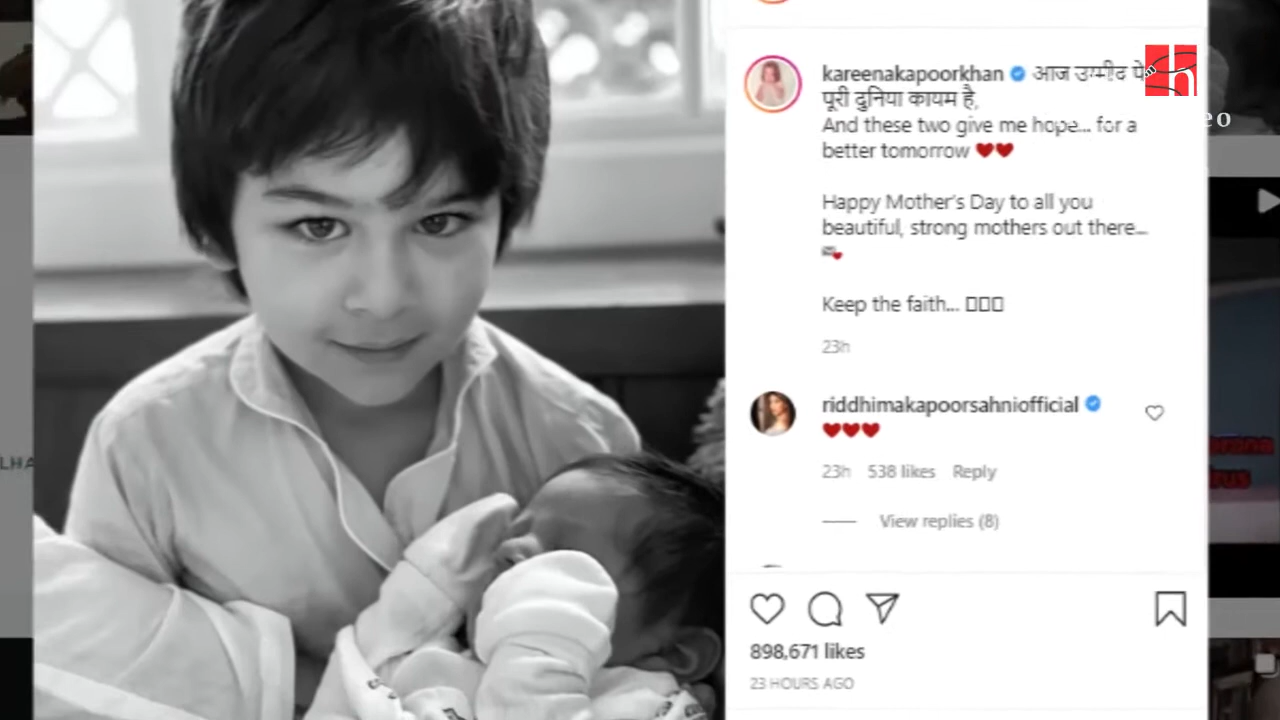 kareenakapoorkhan आज उम्मीद पे
पूरी दुनिया कायम है,
And these two give me hope... for a
better tomorrow ❤❤
Happy Mother's Day to all you
beautiful, strong mothers out there...
Keep the faith...
23h
riddhimakapoorsahniofficial
❤❤❤
23h 538 likes Reply
View replies (8)
898,671 likes
23 HOURS AGO
h
eo
LHA